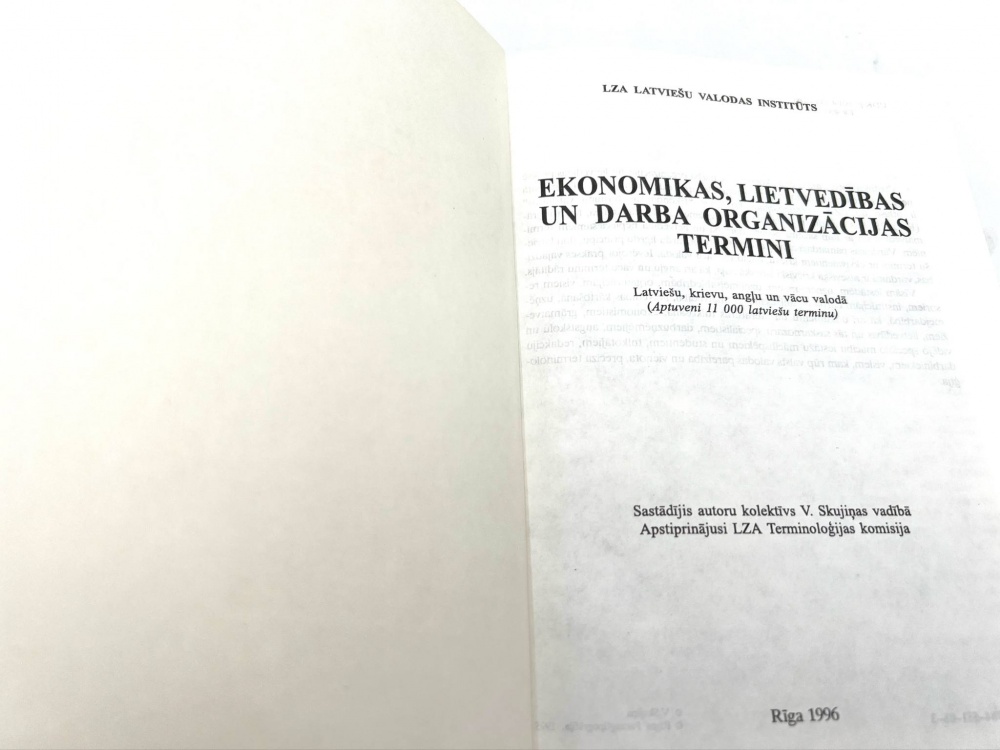 LZA LATVIEŠU VALODAS INSTITŪTS
EKONOMIKAS, LIETVEDĪBAS
UN DARBA ORGANIZĀCIJAS
TERMINI
Latviešu, krievu, angļu un vācu valodā
(Aptuveni 11 000 latviešu terminu)
Sastādījis autoru kolektīvs V. Skujiņas vadībā
Apstiprinājusi LZA Terminoloģijas komisija
Rīga 1996